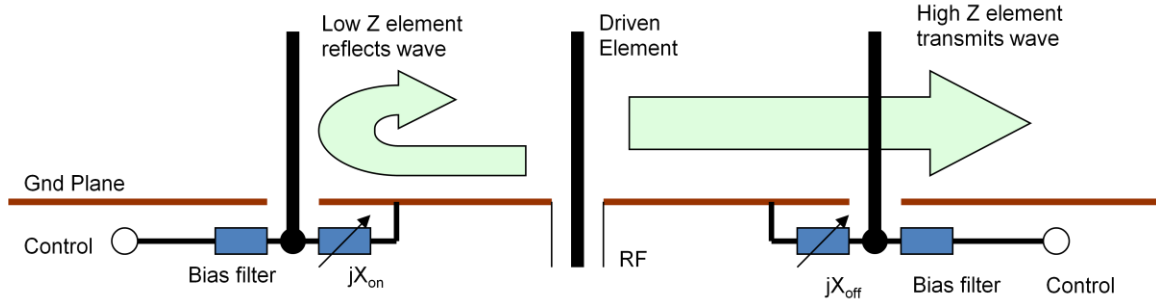 Low Z element
reflects wave
Driven
Element
High Z element
transmits wave
Gnd Plane
Control
Bias filter
jXon
RF
jXoff
Bias filter
Control